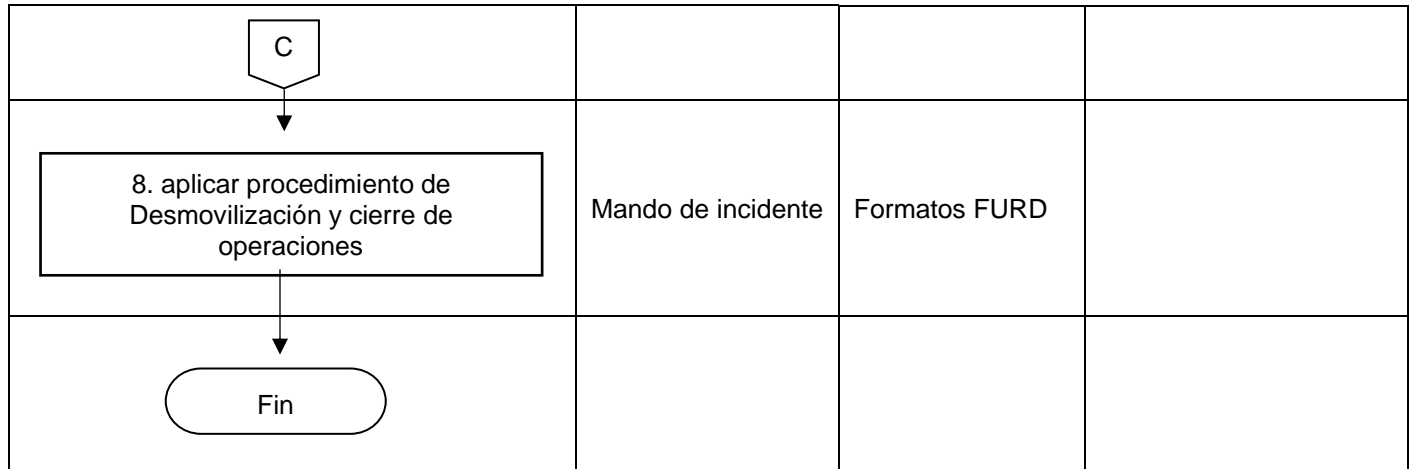 C
8. aplicar procedimiento de
Desmovilización y cierre de
operaciones
Mando de incidente
Formatos FURD
Fin